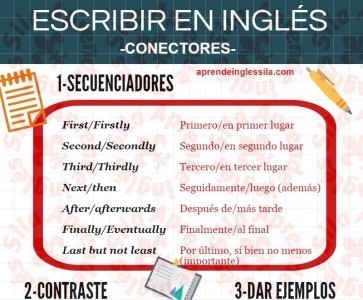 ESCRIBIR EN INGLÉS
-CONECTORES-
aprendeinglessila.com
1-SECUENCIADORES
First/Firstly Primero/en primer lugar
Second/Secondly Segundo/en segundo lugar
Third/Thirdly Tercero/en tercer lugar
Next/then Seguidamente/luego (además)
After/afterwards Después de/más tarde
Finally/Eventually Finalmente/al final
Last but not least Por último, si bien no menos
(importante)
2-CONTRASTE 3-DAR EJEMPLOS